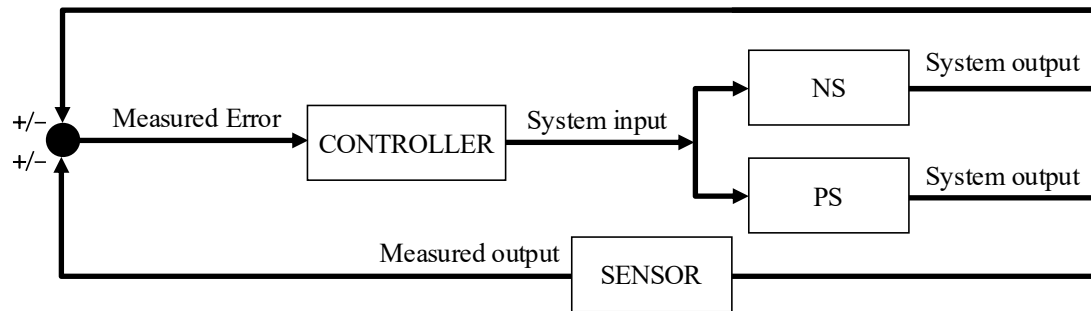 System output
NS
+/−
Measured Error
System input
CONTROLLER
+/−
System output
PS
Measured output
SENSOR